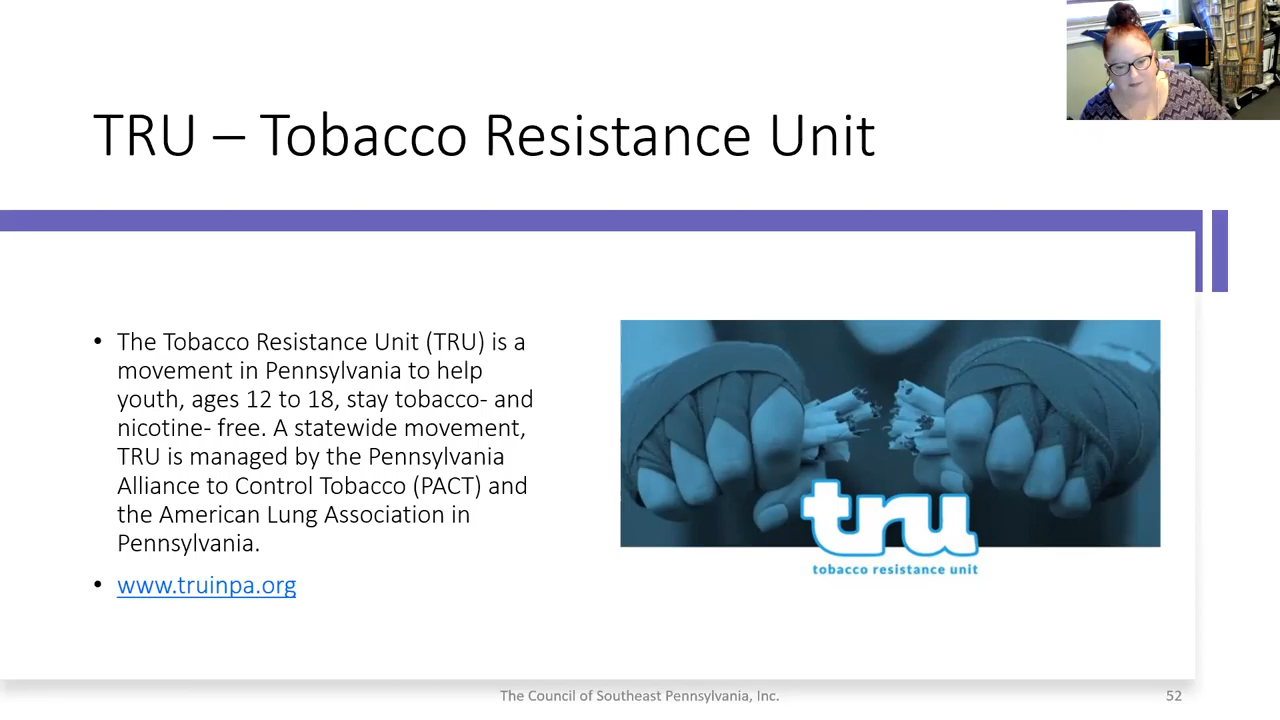 TRU – Tobacco Resistance Unit
• The Tobacco Resistance Unit (TRU) is a
movement in Pennsylvania to help
youth, ages 12 to 18, stay tobacco- and
nicotine- free. A statewide movement,
TRU is managed by the Pennsylvania
Alliance to Control Tobacco (PACT) and
the American Lung Association in
Pennsylvania.
• www.truinpa.org
tru
tobacco resistance unit
The Council of Southeast Pennsylvania, Inc.
52